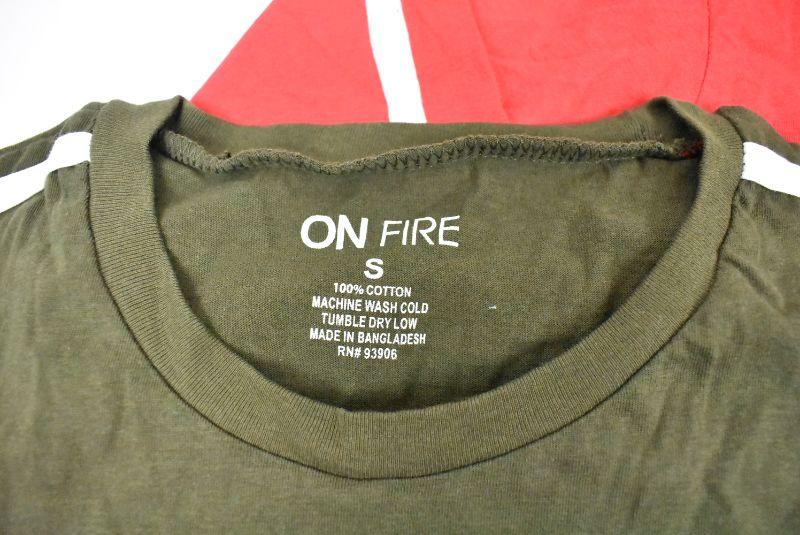 ON FIRE
S
100% COTTON
MACHINE WASH COLD
TUMBLE DRY LOW
MADE IN BANGLADESH
RN# 93906